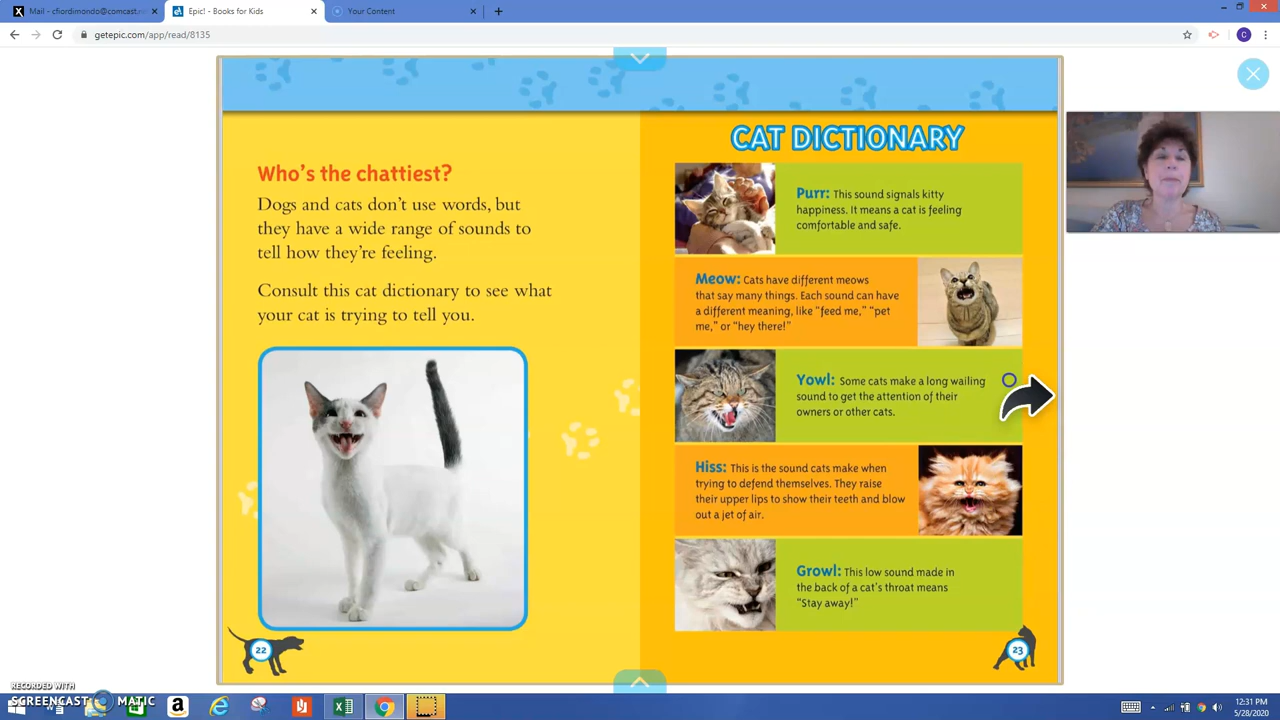 Mail - cfiordimondo@comcast.ne
Epic! - Books for Kids
Your Content
getepic.com/app/read/8135
C
Who's the chattiest?
Dogs and cats don't use words, but
they have a wide range of sounds to
tell how they're feeling.
Consult this cat dictionary to see what
your cat is trying to tell you.
22
CAT DICTIONARY
Purr: This sound signals kitty
happiness. It means a cat is feeling
comfortable and safe.
Meow: Cats have different meows
that say many things. Each sound can have
a different meaning, like "feed me," "pet
me," or "hey there!"
Yowl: Some cats make a long wailing
sound to get the attention of their
owners or other cats.
Hiss: This is the sound cats make when
trying to defend themselves. They raise
their upper lips to show their teeth and blow
out a jet of air.
Growl: This low sound made in
the back of a cat's throat means
"Stay away!"
23
RECORDED WITH
SCREENCAST MATIC
12:31 PM
5/28/2020